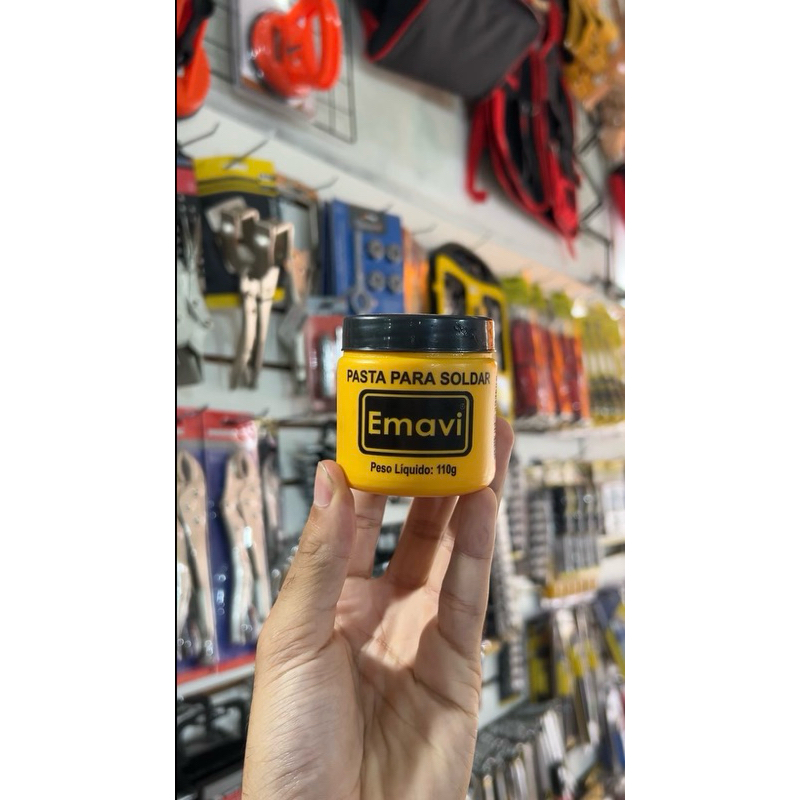 PASTA PARA SOLDAR
Emavi
Peso Líquido: 110g